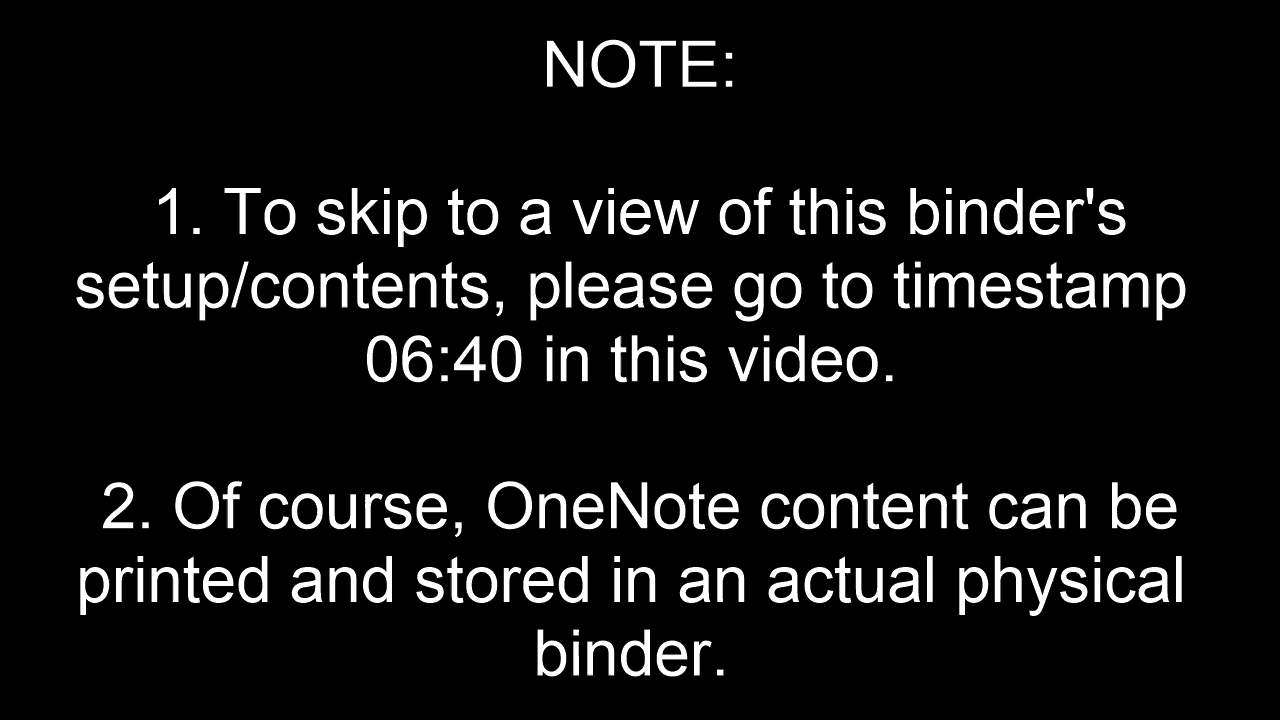 NOTE:
1. To skip to a view of this binder's
setup/contents, please go to timestamp
06:40 in this video.
2. Of course, OneNote content can be
printed and stored in an actual physical
binder.